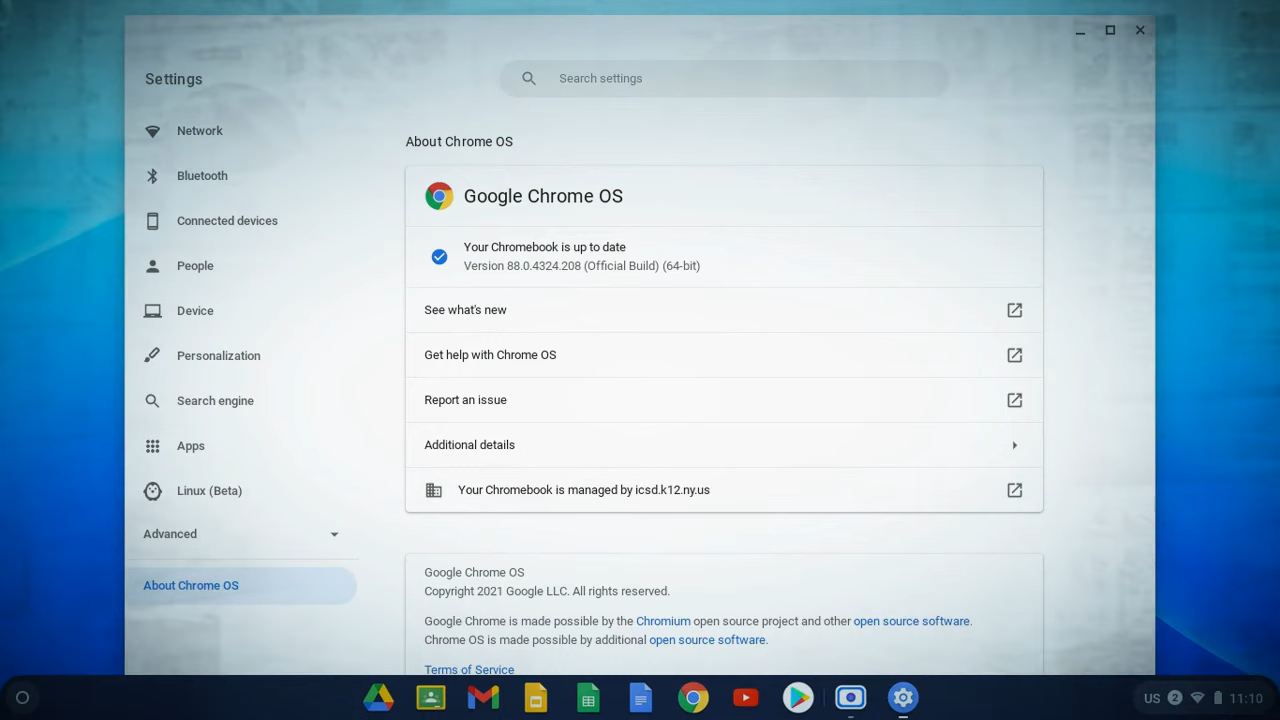 Settings
Search settings
Network
Bluetooth
Connected devices
People
Device
Personalization
Search engine
Apps
Linux (Beta)
Advanced
About Chrome OS
About Chrome OS
Google Chrome OS
Your Chromebook is up to date
Version 88.0.4324.208 (Official Build) (64-bit)
See what's new
Get help with Chrome OS
Report an issue
Additional details
Your Chromebook is managed by icsd.k12.ny.us
Google Chrome OS
Copyright 2021 Google LLC. All rights reserved.
Google Chrome is made possible by the Chromium open source project and other open source software.
Chrome OS is made possible by additional open source software.
Terms of Service
US 2 11:10